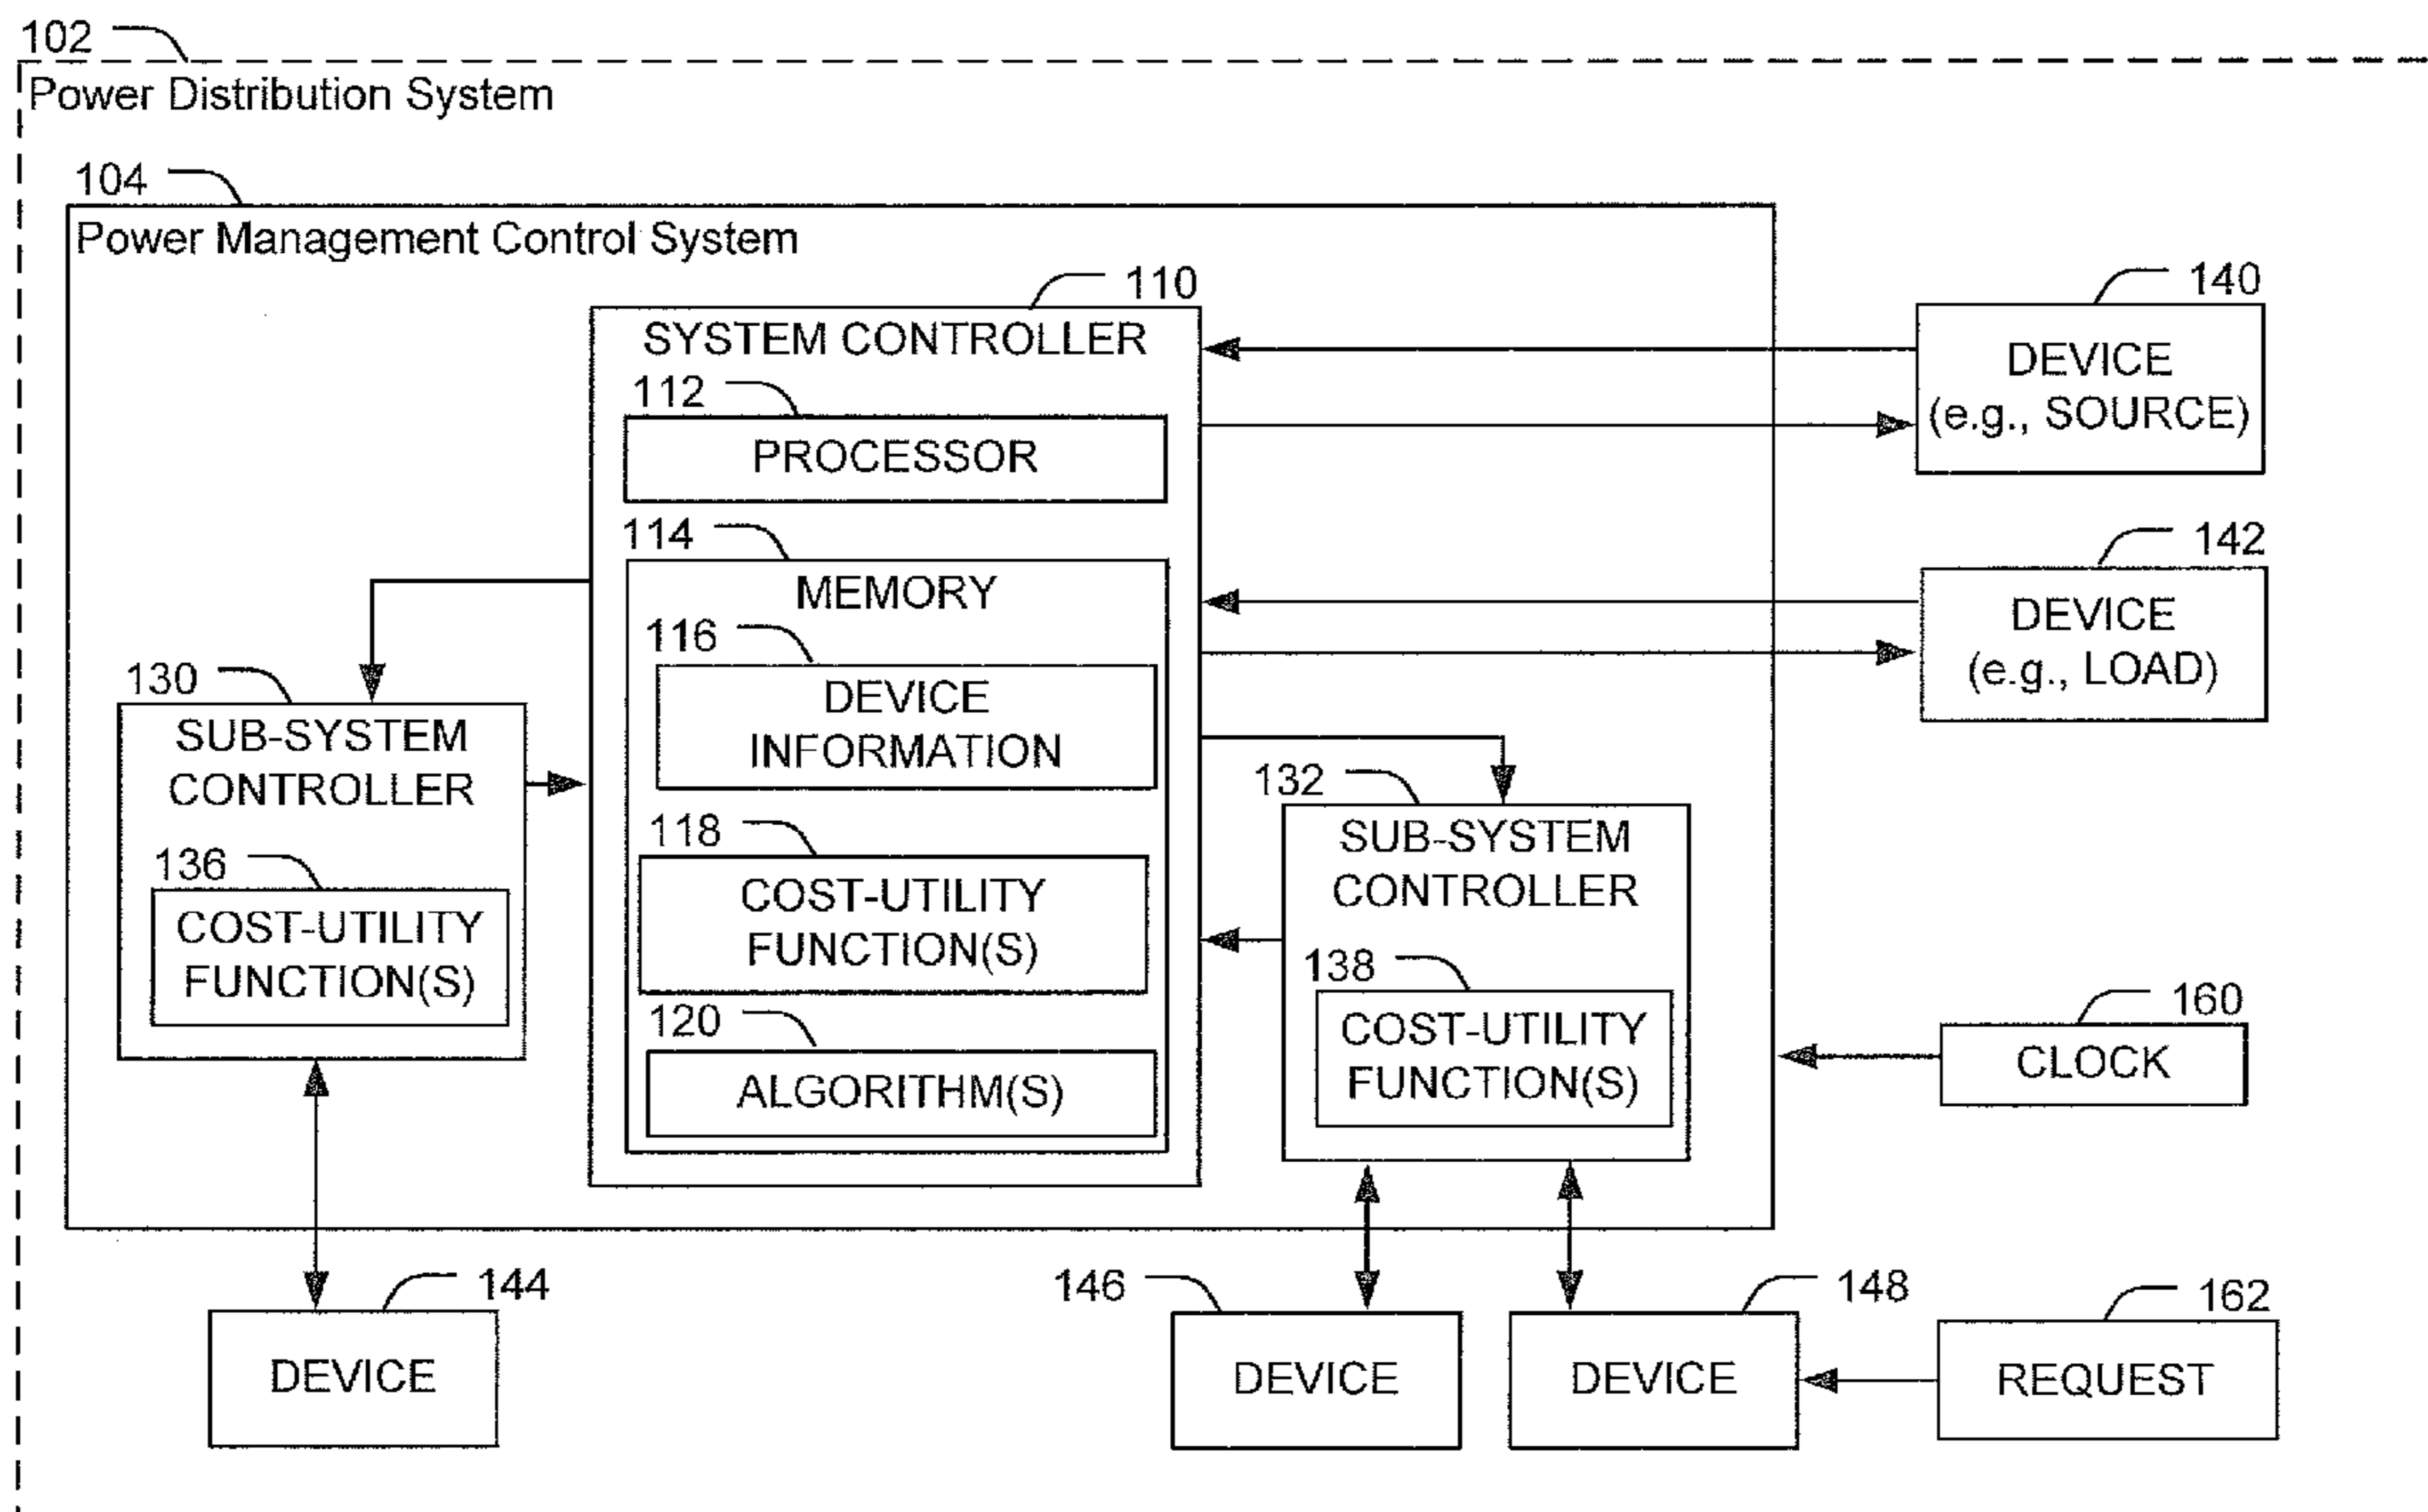 102
Power Distribution System
104
Power Management Control System
110
SYSTEM CONTROLLER
112
PROCESSOR
114
MEMORY
116
DEVICE
INFORMATION
118
COST-UTILITY
FUNCTION(S)
120
ALGORITHM(S)
130
SUB-SYSTEM
CONTROLLER
136
COST-UTILITY
FUNCTION(S)
132
SUB-SYSTEM
CONTROLLER
138
COST-UTILITY
FUNCTION(S)
140
DEVICE
(e.g., SOURCE)
142
DEVICE
(e.g., LOAD)
160
CLOCK
144
DEVICE
146
DEVICE
148
DEVICE
162
REQUEST